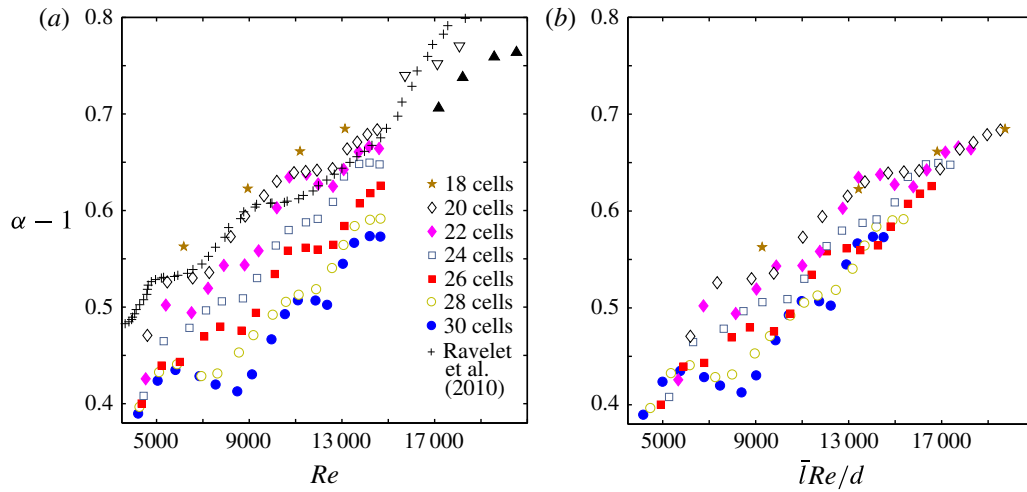 (a)
0.8
0.7
0.6
0.5
0.4
α − 1
5000 9000 13 000 17 000
Re
18 cells
20 cells
22 cells
24 cells
26 cells
28 cells
30 cells
Ravelet
et al.
(2010)
(b)
0.8
0.7
0.6
0.5
0.4
5000 9000 13 000 17 000
l̄Re/d